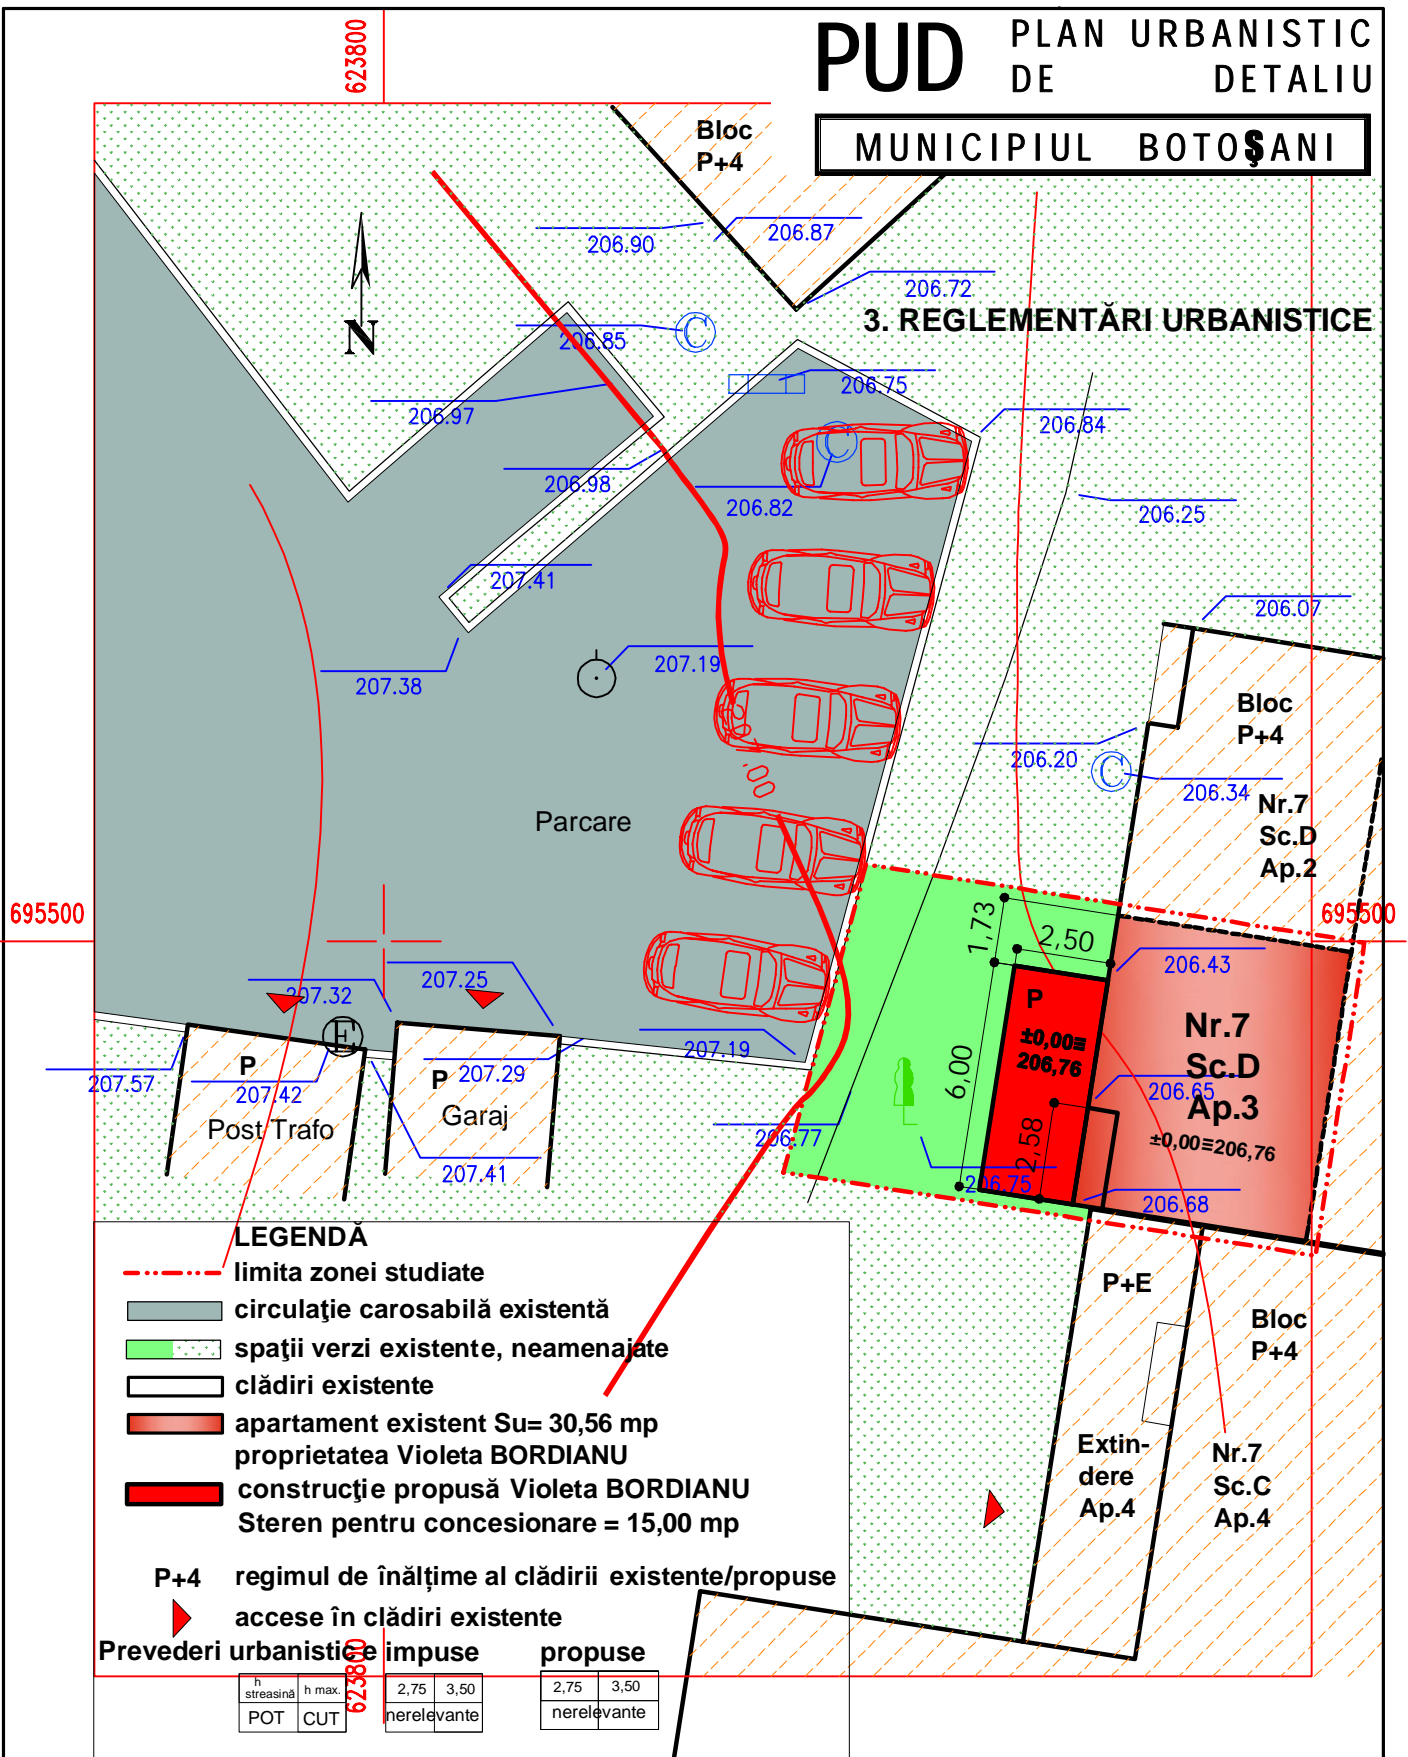 PUD PLAN URBANISTIC
DE DETALIU
MUNICIPIUL BOTOŞANI
623800
Bloc
P+4
206.90
206.87
206.72
N
3. REGLEMENTĂRI URBANISTICE
206.85
C
206.75
206.97
206.84
C
206.98
206.82
206.25
207.41
206.07
207.19
207.38
Bloc
P+4
206.20
C
206.34
Nr.7
Sc.D
Ap.2
Parcare
695500
695500
1,73
2,50
206.43
207.32
207.25
P
±0,00≡
206,76
Nr.7
Sc.D
Ap.3
±0,00≡206,76
E
207.19
6,00
206.65
207.57
P
207.42
P
207.29
Post Trafo
Garaj
206.77
2,58
207.41
206.75
206.68
LEGENDĂ
limita zonei studiate
circulaţie carosabilă existentă
spaţii verzi existente, neamenajate
clădiri existente
apartament existent Su= 30,56 mp
proprietatea Violeta BORDIANU
construcţie propusă Violeta BORDIANU
Steren pentru concesionare = 15,00 mp
P+4 regimul de înălțime al clădirii existente/propuse
accese în clădiri existente
P+E
Bloc
P+4
Extin-
dere
Ap.4
Nr.7
Sc.C
Ap.4
Prevederi urbanistice impuse propuse
623800
h streasină h max. 2,75 3,50 2,75 3,50
POT CUT nerelevante nerelevante